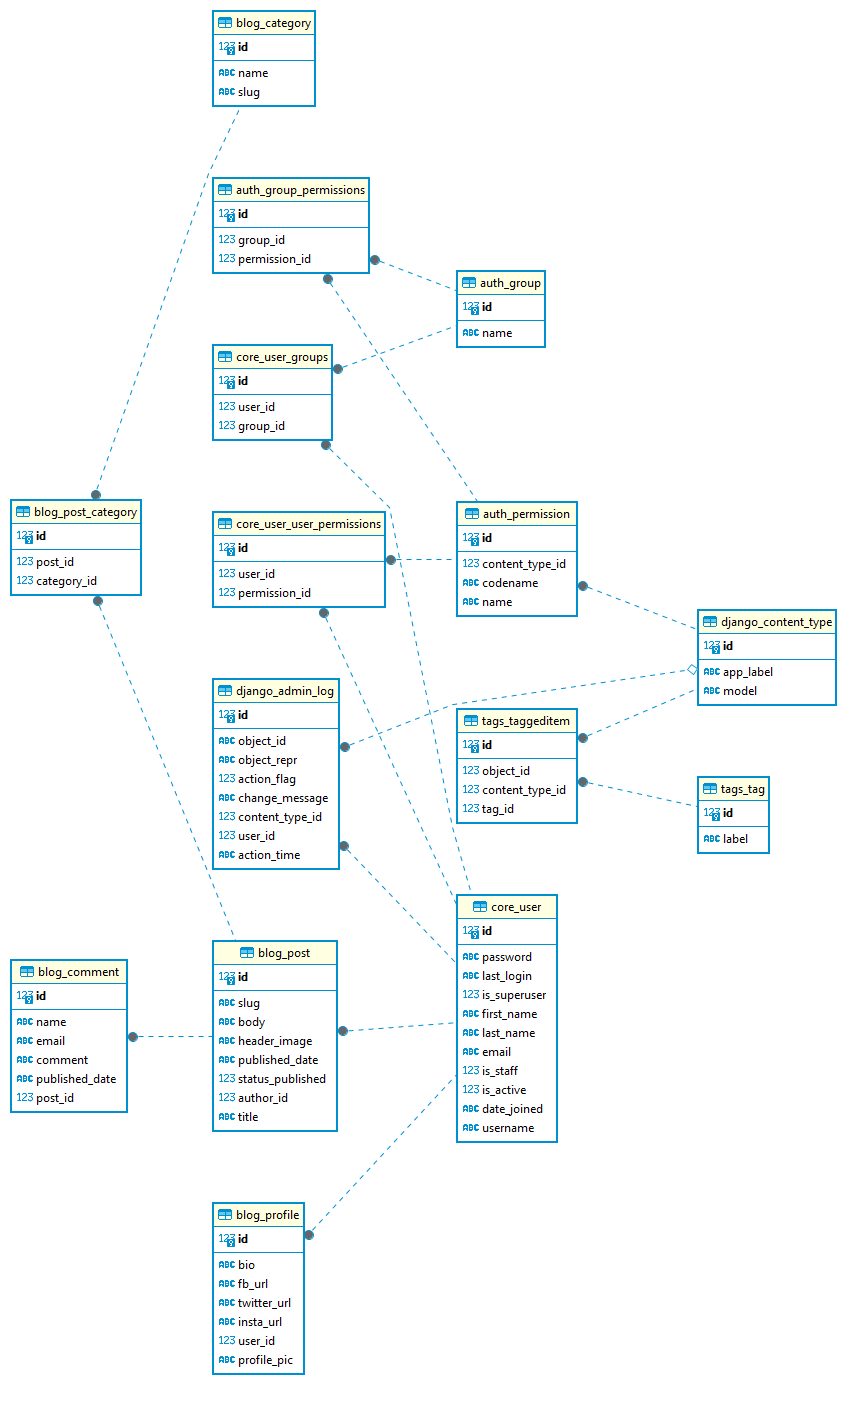 blog_category
123 id
ABC name
ABC slug
auth_group_permissions
123 id
123 group_id
123 permission_id
auth_group
123 id
ABC name
core_user_groups
123 id
123 user_id
123 group_id
blog_post_category
123 id
123 post_id
123 category_id
core_user_user_permissions
123 id
123 user_id
123 permission_id
auth_permission
123 id
123 content_type_id
ABC codename
ABC name
django_content_type
123 id
ABC app_label
ABC model
django_admin_log
123 id
ABC object_id
ABC object_repr
123 action_flag
ABC change_message
123 content_type_id
123 user_id
ABC action_time
tags_taggeditem
123 id
123 object_id
123 content_type_id
123 tag_id
tags_tag
123 id
ABC label
core_user
123 id
ABC password
ABC last_login
123 is_superuser
ABC first_name
ABC last_name
ABC email
123 is_staff
123 is_active
ABC date_joined
ABC username
blog_comment
123 id
ABC name
ABC email
ABC comment
ABC published_date
123 post_id
blog_post
123 id
ABC slug
ABC body
ABC header_image
ABC published_date
123 status_published
123 author_id
ABC title
blog_profile
123 id
ABC bio
ABC fb_url
ABC twitter_url
ABC insta_url
123 user_id
ABC profile_pic